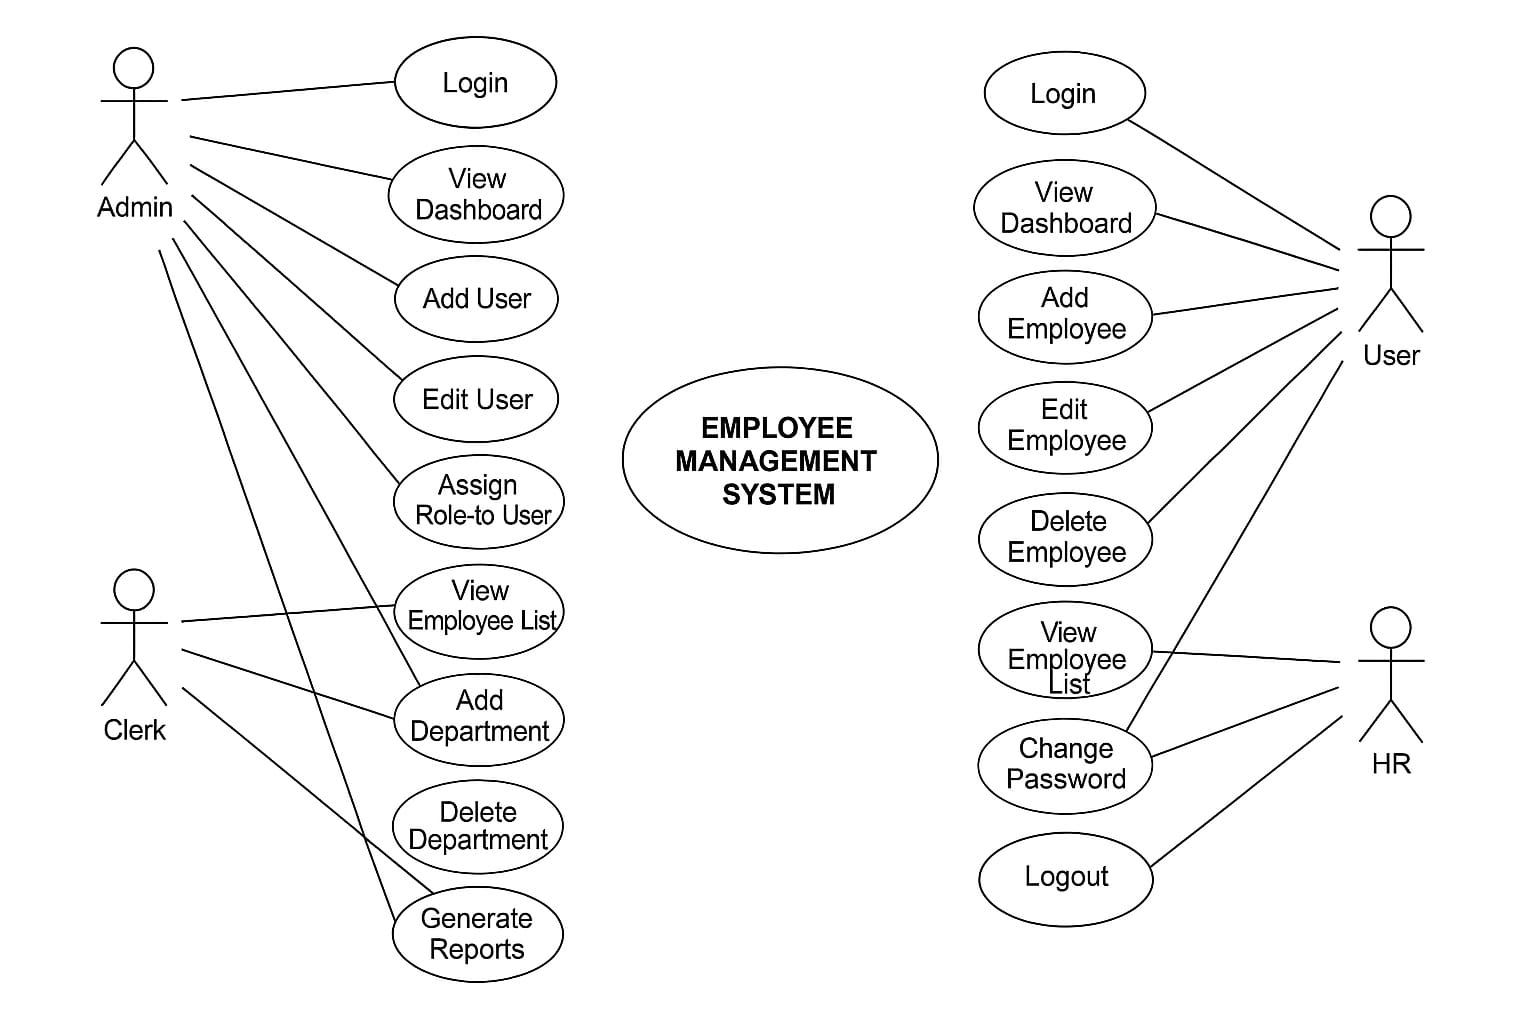 Login
View
Dashboard
Admin
Add User
Edit User
Assign
Role-to User
View
Employee List
Clerk
Add
Department
Delete
Department
Generate
Reports
EMPLOYEE
MANAGEMENT
SYSTEM
Login
View
Dashboard
Add
Employee
User
Edit
Employee
Delete
Employee
View
Employee
List
Change
Password
HR
Logout